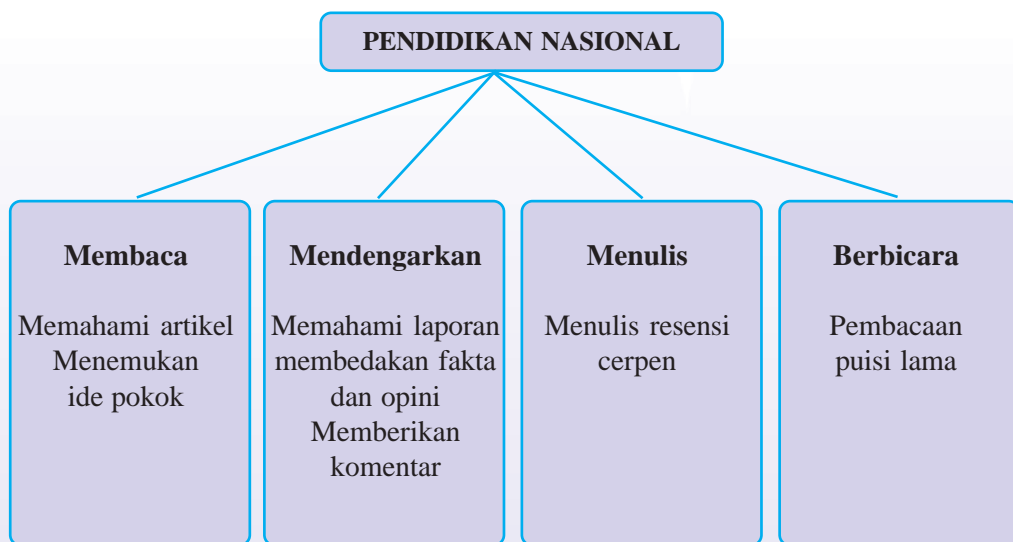 PENDIDIKAN NASIONAL
Membaca
Memahami artikel
Menemukan
ide pokok
Mendengarkan
Memahami laporan
membedakan fakta
dan opini
Memberikan
komentar
Menulis
Menulis resensi
cerpen
Berbicara
Pembacaan
puisi lama